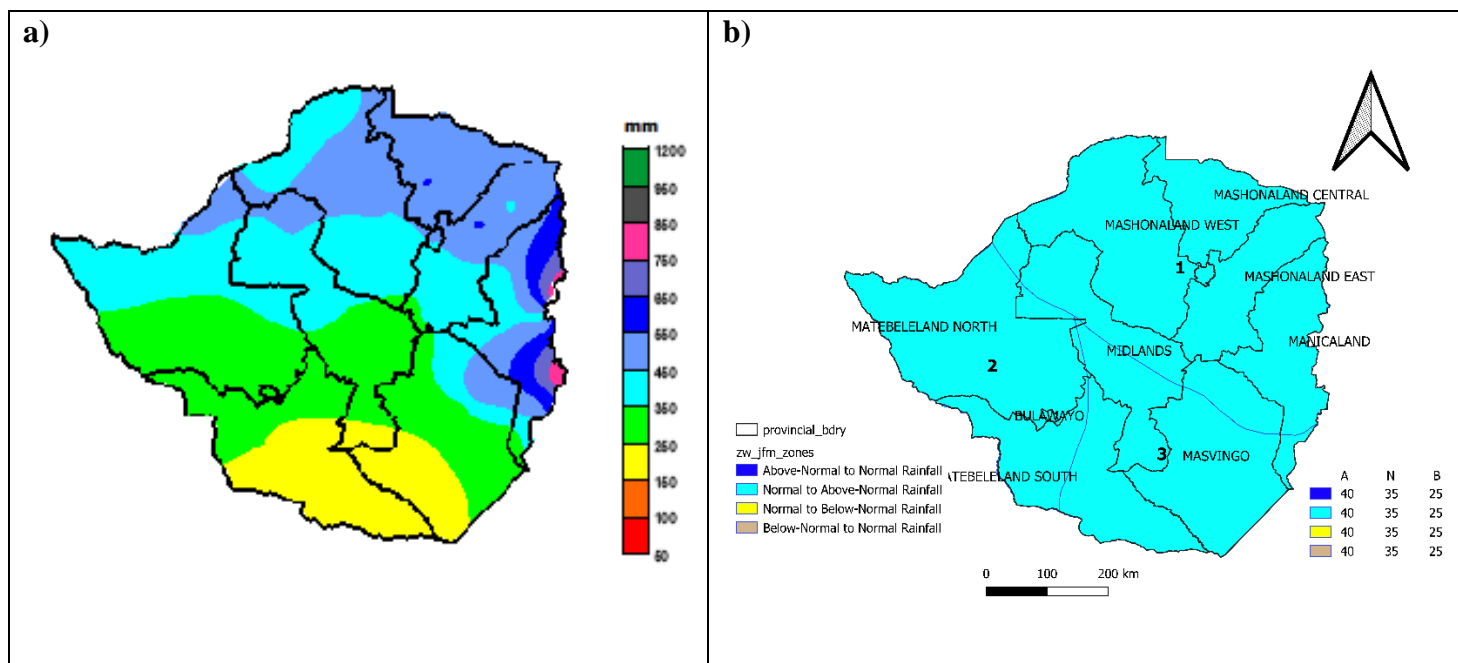 a)
mm
1200
950
850
750
650
550
450
350
250
150
100
50
b)
MASHONALAND CENTRAL
MASHONALAND WEST
1
MASHONALAND EAST
MATEBELELAND NORTH
MANICALAND
MIDLANDS
2
BULAWAYO
provincial_bdry
zw_jfm_zones
3
MASVINGO
ATEBELELAND SOUTH
Above-Normal to Normal Rainfall
Normal to Above-Normal Rainfall
Normal to Below-Normal Rainfall
Below-Normal to Normal Rainfall
A N B
40 35 25
40 35 25
40 35 25
40 35 25
0 100 200 km